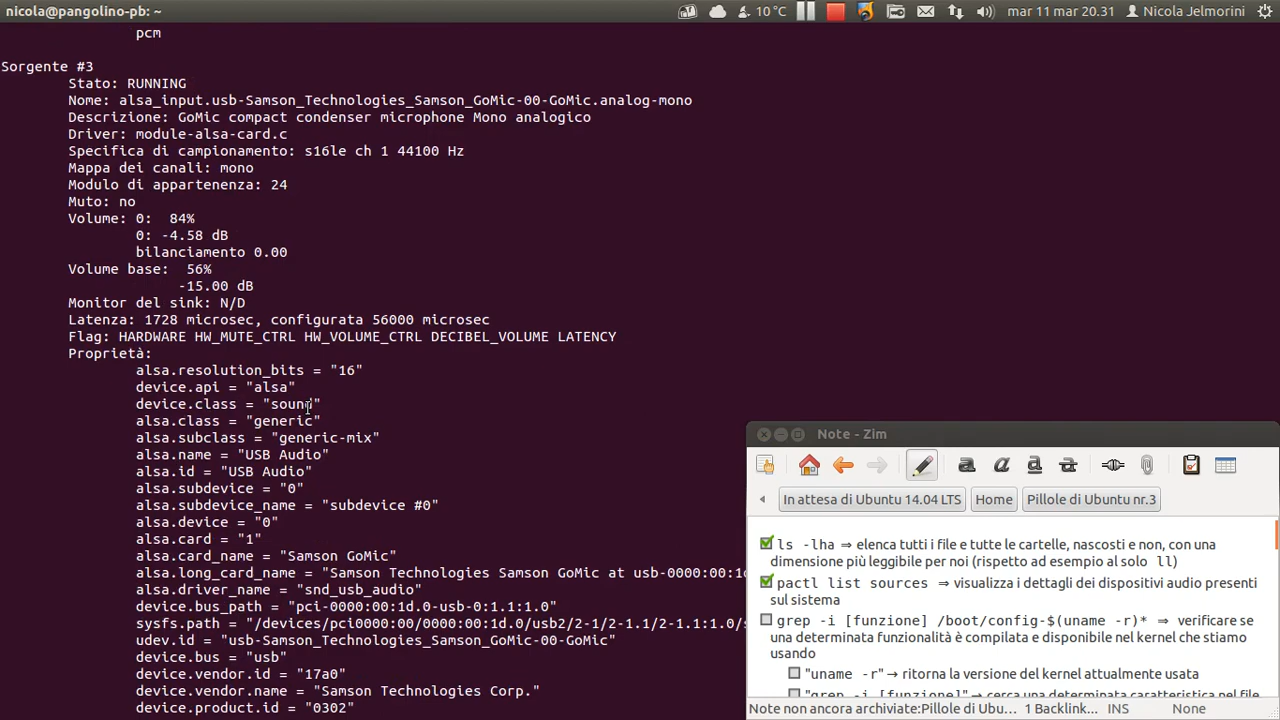 nicola@pangolino-pb: ~
10 °C
mar 11 mar 20.31
Nicola Jelmorini
pcm
Sorgente #3
Stato: RUNNING
Nome: alsa_input.usb-Samson_Technologies_Samson_GoMic-00-GoMic.analog-mono
Descrizione: GoMic compact condenser microphone Mono analogico
Driver: module-alsa-card.c
Specifica di campionamento: s16le ch 1 44100 Hz
Mappa dei canali: mono
Modulo di appartenenza: 24
Muto: no
Volume: 0:  84%
0: -4.58 dB
bilanciamento 0.00
Volume base:  56%
-15.00 dB
Monitor del sink: N/D
Latenza: 1728 microsec, configurata 56000 microsec
Flag: HARDWARE HW_MUTE_CTRL HW_VOLUME_CTRL DECIBEL_VOLUME LATENCY
Proprietà:
alsa.resolution_bits = "16"
device.api = "alsa"
device.class = "sound"
alsa.class = "generic"
alsa.subclass = "generic-mix"
alsa.name = "USB Audio"
alsa.id = "USB Audio"
alsa.subdevice = "0"
alsa.subdevice_name = "subdevice #0"
alsa.device = "0"
alsa.card = "1"
alsa.card_name = "Samson GoMic"
alsa.long_card_name = "Samson Technologies Samson GoMic at usb-0000:00:1d
alsa.driver_name = "snd_usb_audio"
device.bus_path = "pci-0000:00:1d.0-usb-0:1.1:1.0"
sysfs.path = "/devices/pci0000:00/0000:00:1d.0/usb2/2-1/2-1.1/2-1.1:1.0/s
udev.id = "usb-Samson_Technologies_Samson_GoMic-00-GoMic"
device.bus = "usb"
device.vendor.id = "17a0"
device.vendor.name = "Samson Technologies Corp."
device.product.id = "0302"
Note - Zim
In attesa di Ubuntu 14.04 LTS
Home
Pillole di Ubuntu nr.3
ls -lha ⇒ elenca tutti i file e tutte le cartelle, nascosti e non, con una
dimensione più leggibile per noi (rispetto ad esempio al solo ll)
pactl list sources ⇒ visualizza i dettagli dei dispositivi audio presenti
sul sistema
grep -i [funzione] /boot/config-$(uname -r)* ⇒ verificare se
una determinata funzionalità è compilata e disponibile nel kernel che stiamo
usando
"uname -r" → ritorna la versione del kernel attualmente usata
"grep -i [funzione]" → cerca una determinata caratteristica nel file
Note non ancora archiviate:Pillole di Ubu...
1 Backlink...
INS
None